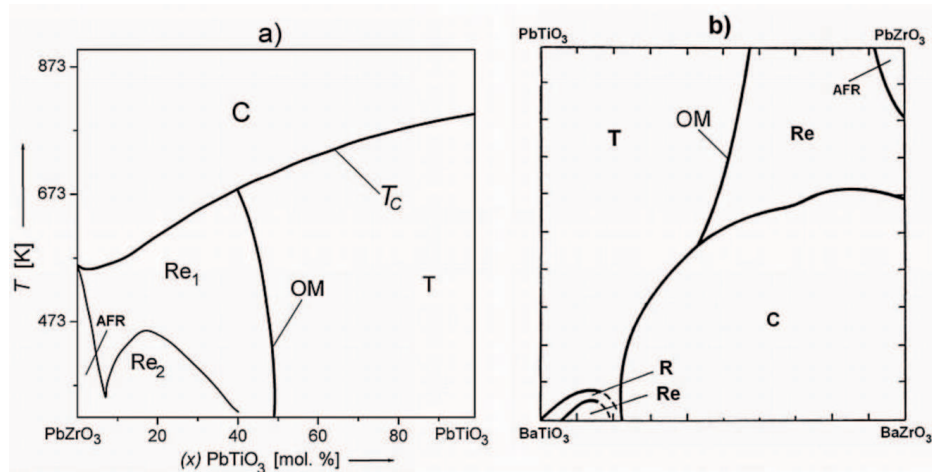 a)
873
C
673
T_C
T [K]
Re₁
OM
T
473
AFR
Re₂
PbZrO₃
20
40
60
80
PbTiO₃
(x) PbTiO₃ [mol. %]
b)
PbTiO₃
PbZrO₃
AFR
OM
T
Re
C
R
Re
BaTiO₃
BaZrO₃